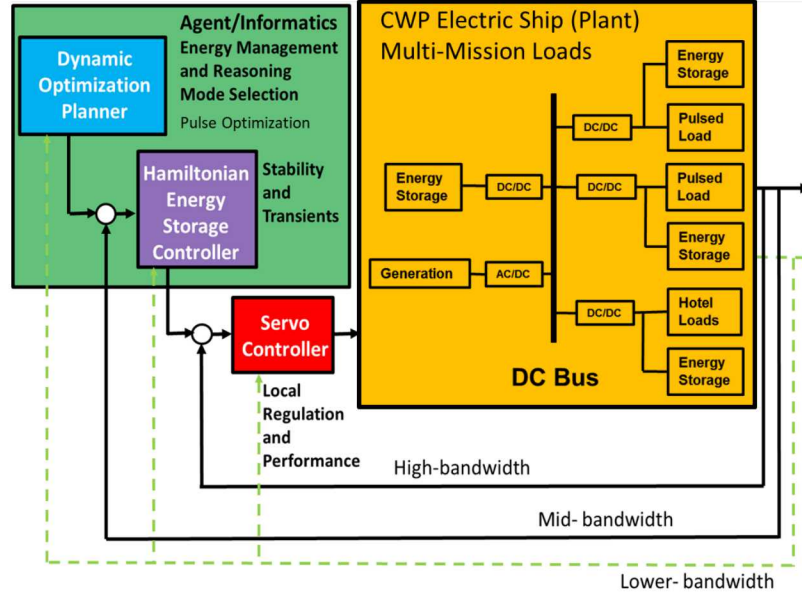 Agent/Informatics
Energy Management
and Reasoning
Mode Selection
Pulse Optimization
Dynamic
Optimization
Planner
Hamiltonian
Energy
Storage
Controller
Stability
and
Transients
Servo
Controller
Local
Regulation
and
Performance
CWP Electric Ship (Plant)
Multi-Mission Loads
Energy
Storage
DC/DC
Pulsed
Load
Energy
Storage
DC/DC
DC/DC
Pulsed
Load
Energy
Storage
Generation
AC/DC
DC/DC
Hotel
Loads
Energy
Storage
DC Bus
High-bandwidth
Mid- bandwidth
Lower- bandwidth